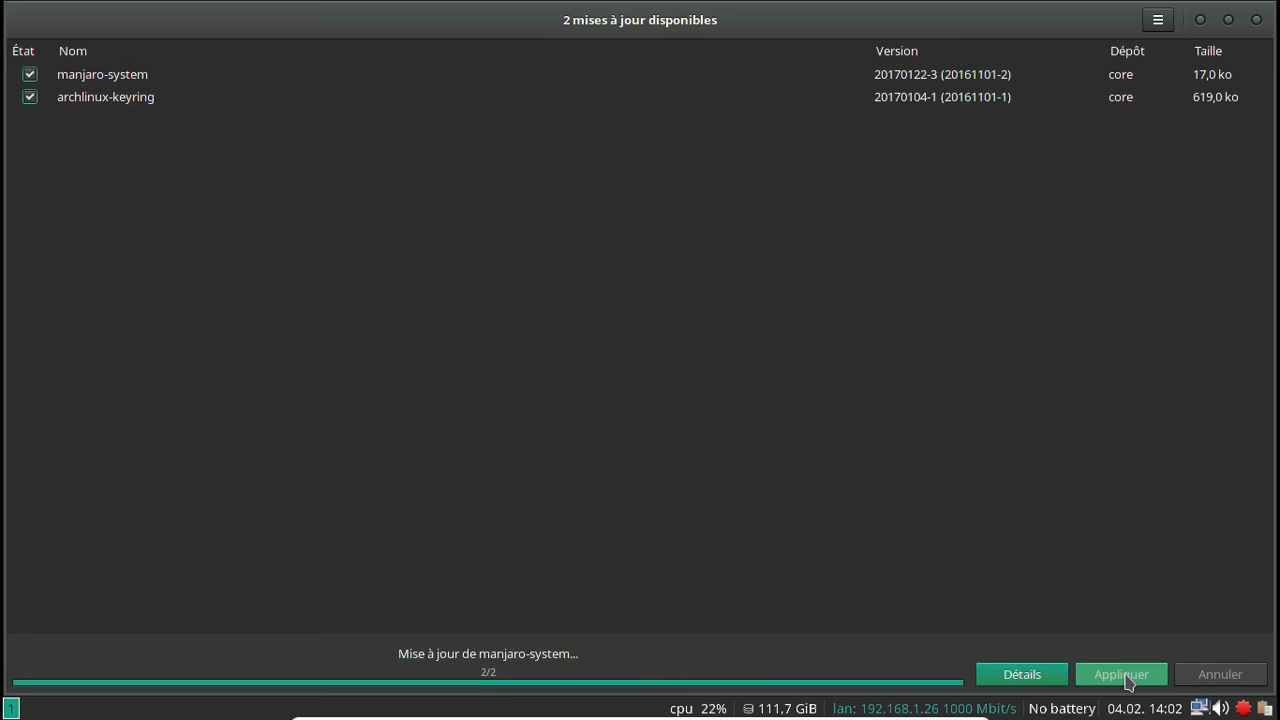 2 mises à jour disponibles
État Nom Version Dépôt Taille
manjaro-system 20170122-3 (20161101-2) core 17,0 ko
archlinux-keyring 20170104-1 (20161101-1) core 619,0 ko
Mise à jour de manjaro-system...
2/2
Détails Appliquer Annuler
1 cpu 22% 111,7 GiB lan: 192.168.1.26 1000 Mbit/s No battery 04.02. 14:02